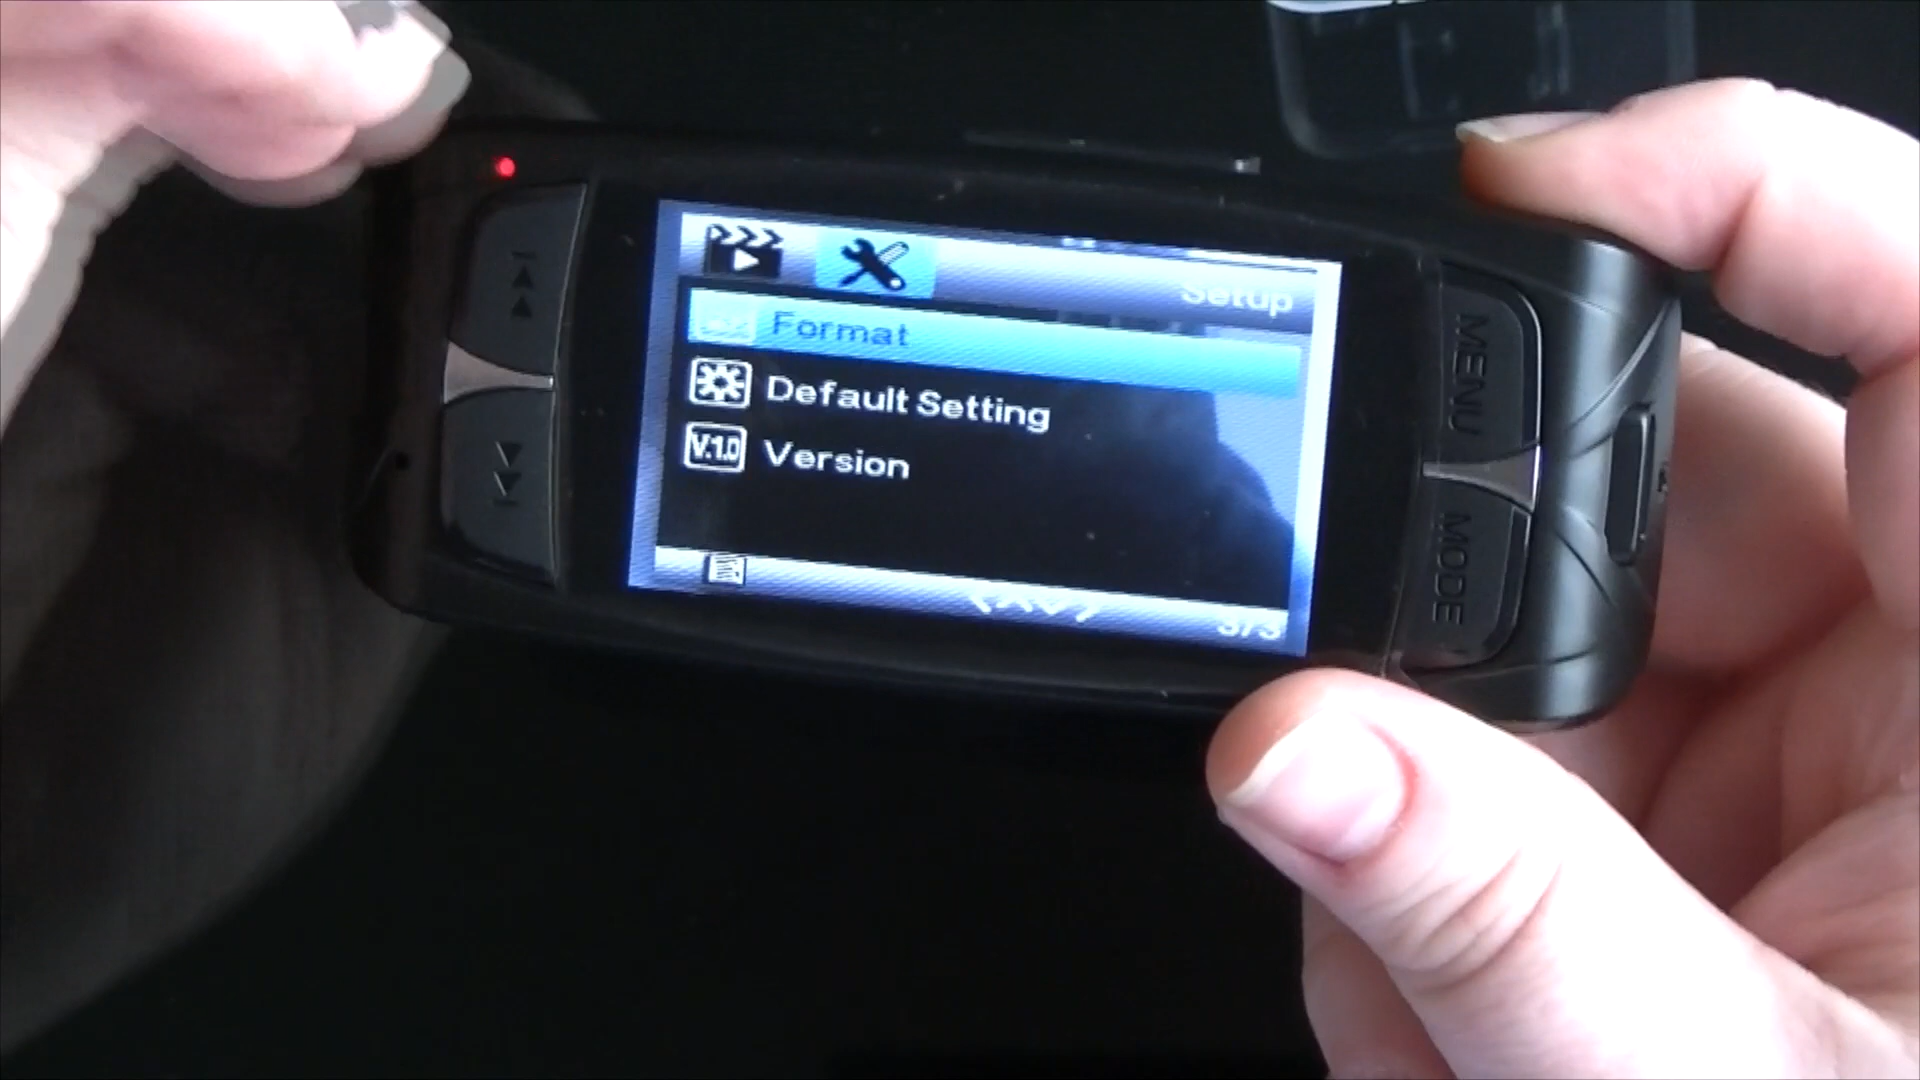 Setup
Format
Default Setting
V.1.0 Version
3/3
MENU
MODE